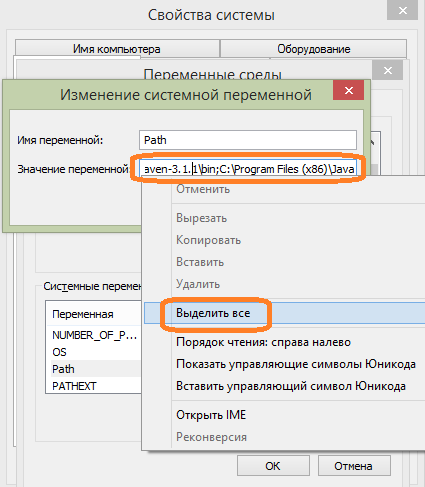 Свойства системы
Имя компьютера
Оборудование
Переменные среды
Изменение системной переменной
Имя переменной:
Path
Значение переменной
aven-3.1.1\bin;C:\Program Files (x86)\Java
Отменить
Вырезать
Копировать
Вставить
Удалить
Выделить все
Порядок чтения: справа налево
Показать управляющие символы Юникода
Вставить управляющий символ Юникода
Открыть IME
Реконверсия
Системные перемен
Переменная
NUMBER_OF_P...
OS
Path
PATHEXT
OK
Отмена